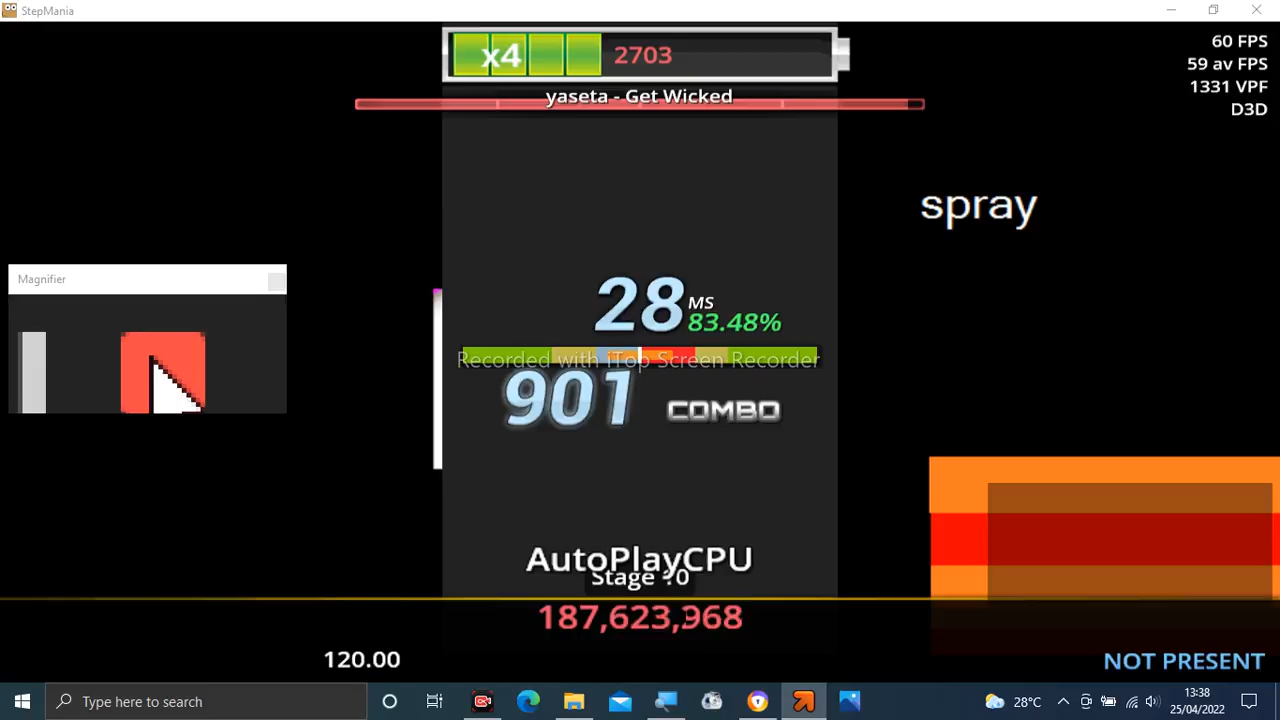 StepMania
x4 2703
60 FPS
59 av FPS
1331 VPF
D3D
yaseta - Get Wicked
spray
Magnifier
28 MS
83.48%
Recorded with iTop Screen Recorder
901 COMBO
AutoPlayCPU
Stage 10
187,623,968
120.00
NOT PRESENT
Type here to search
28°C
13:38
25/04/2022